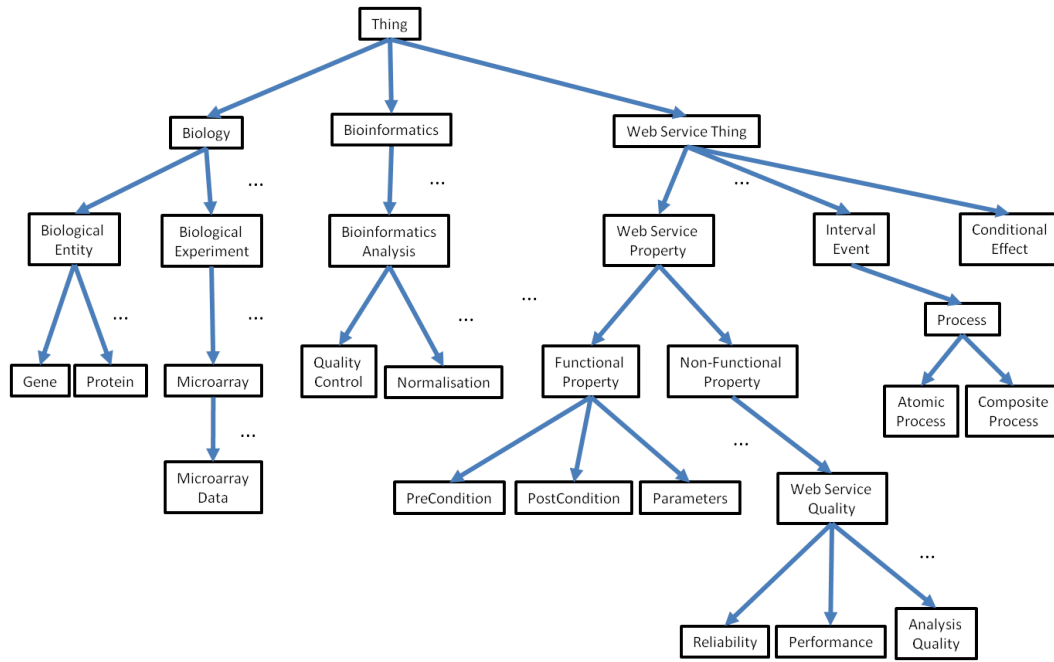 Thing
Biology
Bioinformatics
Web Service Thing
...
...
...
Biological
Entity
Biological
Experiment
Bioinformatics
Analysis
Web Service
Property
Interval
Event
Conditional
Effect
...
...
...
...
Process
Gene
Protein
Microarray
Quality
Control
Normalisation
Functional
Property
Non-Functional
Property
Atomic
Process
Composite
Process
...
...
Microarray
Data
PreCondition
PostCondition
Parameters
Web Service
Quality
...
Reliability
Performance
Analysis
Quality